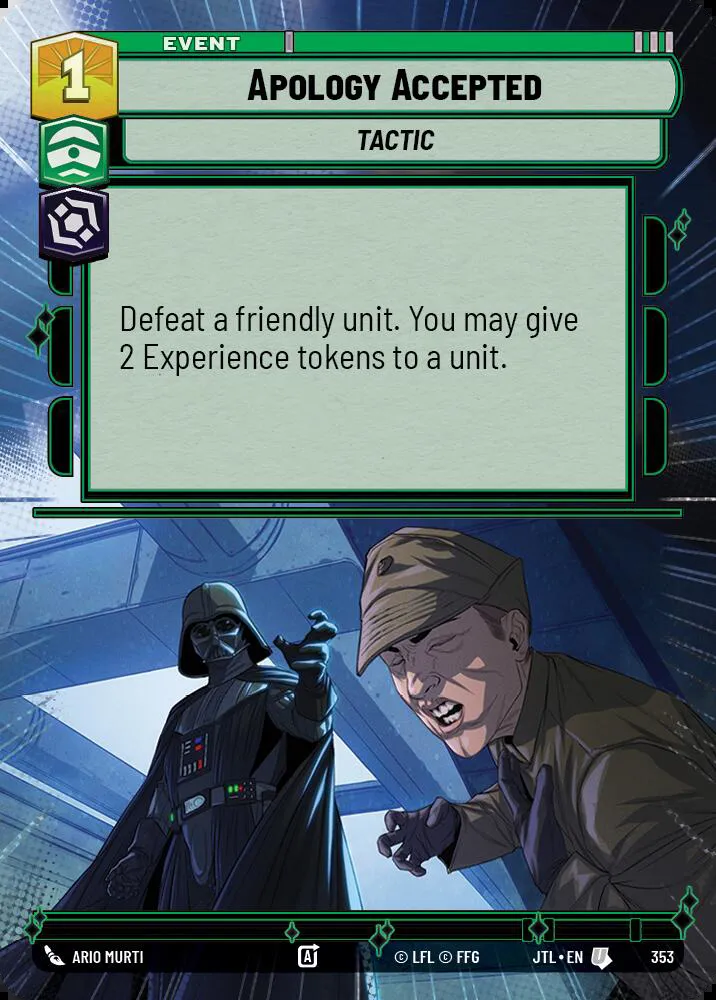 EVENT
1
APOLOGY ACCEPTED
TACTIC
Defeat a friendly unit. You may give
2 Experience tokens to a unit.
ARIO MURTI
A
© LFL © FFG
JTL • EN
353